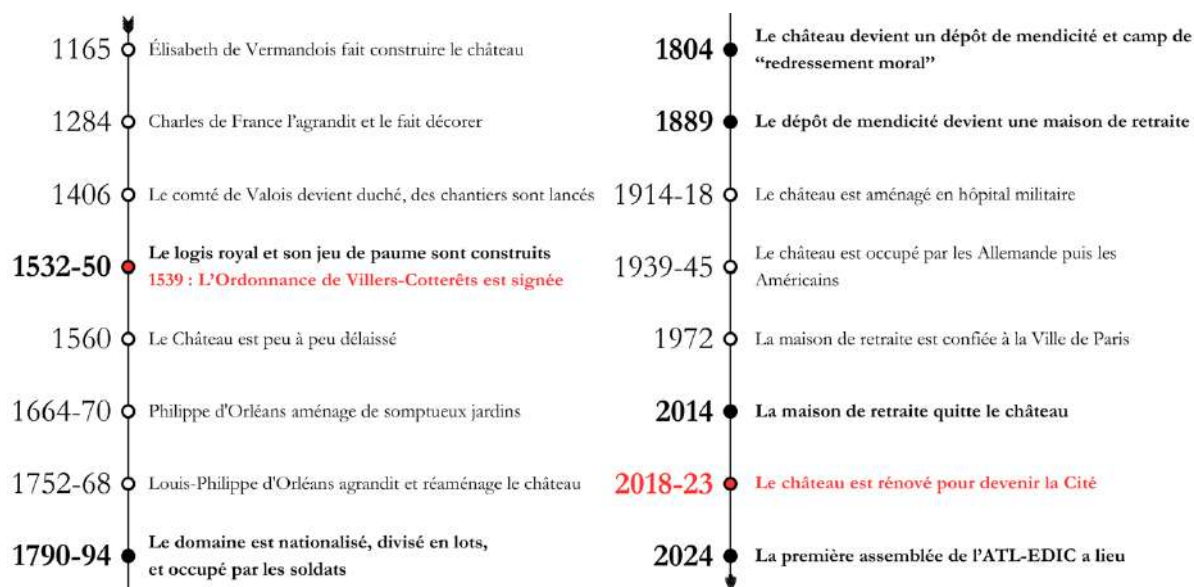 1165 Élisabeth de Vermandois fait construire le château
1284 Charles de France l'agrandit et le fait décorer
1406 Le comté de Valois devient duché, des chantiers sont lancés
1532-50 Le logis royal et son jeu de paume sont construits
1539 : L'Ordonnance de Villers-Cotterêts est signée
1560 Le Château est peu à peu délaissé
1664-70 Philippe d'Orléans aménage de somptueux jardins
1752-68 Louis-Philippe d'Orléans agrandit et réaménage le château
1790-94 Le domaine est nationalisé, divisé en lots,
et occupé par les soldats
1804 Le château devient un dépôt de mendicité et camp de
“redressement moral”
1889 Le dépôt de mendicité devient une maison de retraite
1914-18 Le château est aménagé en hôpital militaire
1939-45 Le château est occupé par les Allemande puis les
Américains
1972 La maison de retraite est confiée à la Ville de Paris
2014 La maison de retraite quitte le château
2018-23 Le château est rénové pour devenir la Cité
2024 La première assemblée de l'ATL-EDIC a lieu